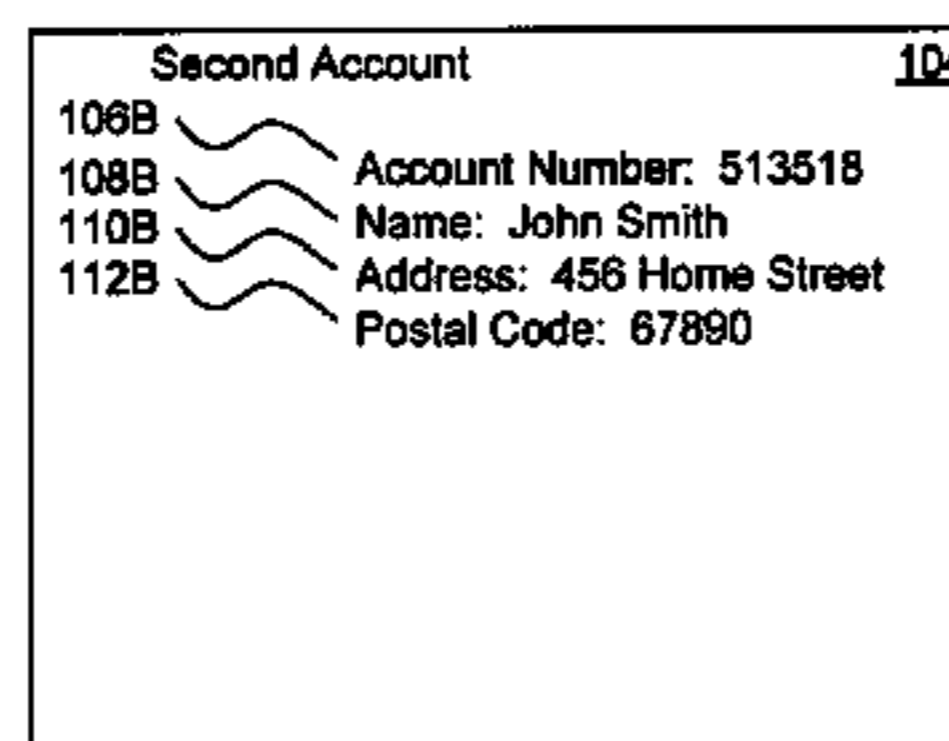 Second Account 104
106B
Account Number: 513518
108B
Name: John Smith
110B
Address: 456 Home Street
112B
Postal Code: 67890